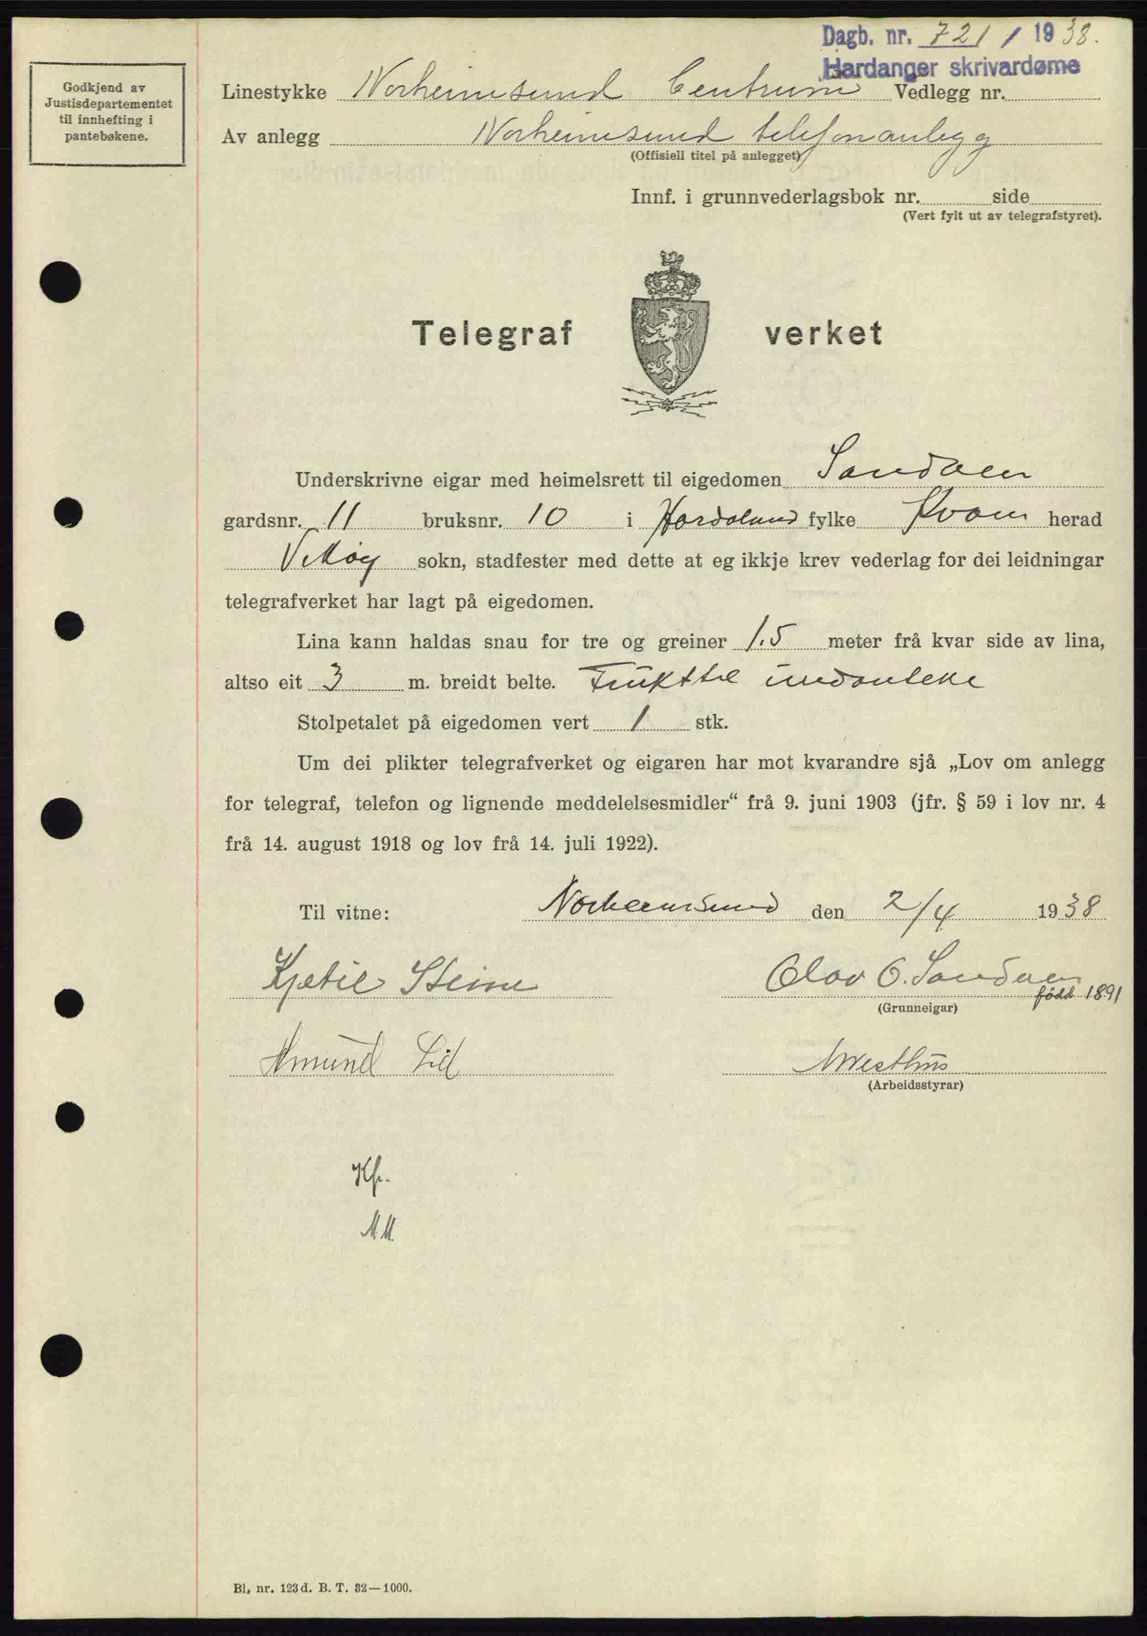 Dagb. nr. 721 / 1938.
Hardanger skrivardøme
Godkjend av
Justisdepartementet
til innhefting i
pantebøkene.
Linestykke Norheimsund Centrum Vedlegg nr.
Av anlegg Norheimsund telefonanlegg
(Offisiell titel på anlegget)
Innf. i grunnvederlagsbok nr. side
(Vert fylt ut av telegrafstyret).
Telegraf verket
Underskrivne eigar med heimelsrett til eigedomen Sandven
gardsnr. 11 bruksnr. 10 i Hordaland fylke Kvam herad
Vikøy sokn, stadfester med dette at eg ikkje krev vederlag for dei leidningar
telegrafverket har lagt på eigedomen.
Lina kann haldas snau for tre og greiner 1.5 meter frå kvar side av lina,
altso eit 3 m. breidt belte. Frukttre undantekne
Stolpetalet på eigedomen vert 1 stk.
Um dei plikter telegrafverket og eigaren har mot kvarandre sjå „Lov om anlegg
for telegraf, telefon og lignende meddelelsesmidler“ frå 9. juni 1903 (jfr. § 59 i lov nr. 4
frå 14. august 1918 og lov frå 14. juli 1922).
Til vitne: Norheimsund den 2/4 1938
Kjetil Steine Olav O. Sandven
født 1891
(Grunneigar)
Amund Lid Westhus
(Arbeidsstyrar)
Kfr.
M.M
Bl, nr. 123 d. B. T. 32—1000.